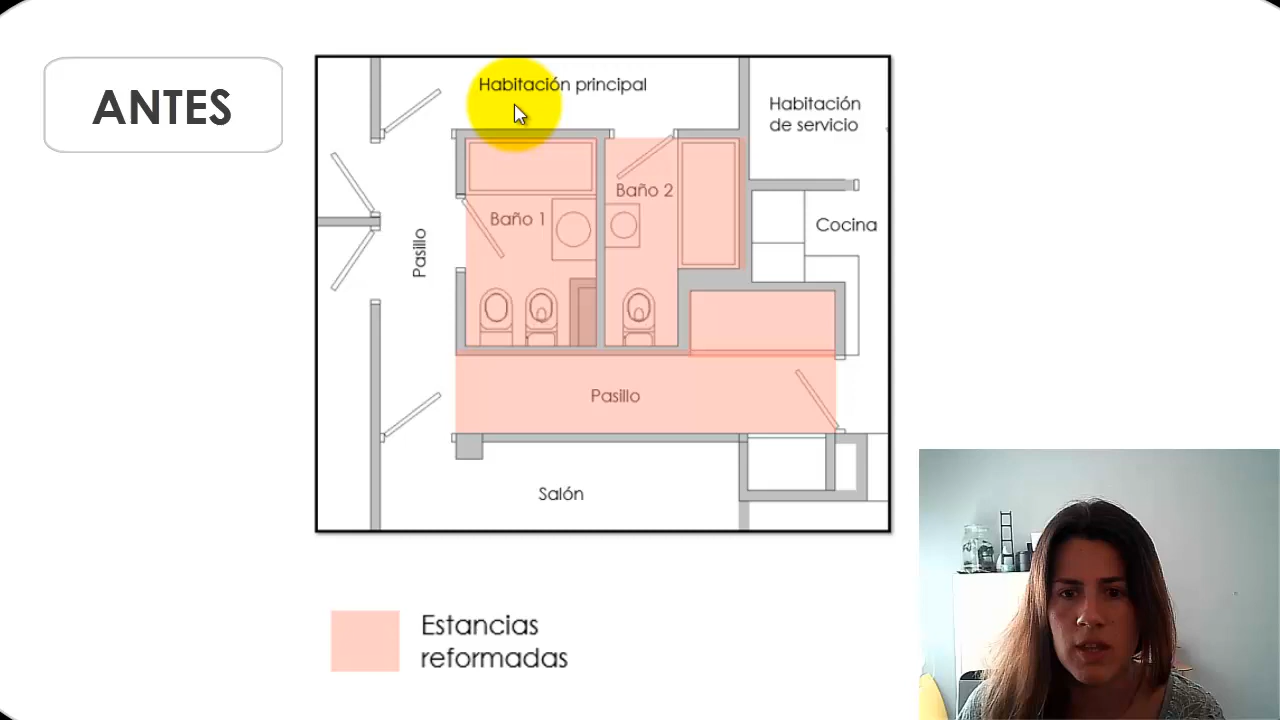 ANTES
Habitación principal
Habitación
de servicio
Baño 2
Baño 1
Cocina
Pasillo
Pasillo
Salón
Estancias
reformadas